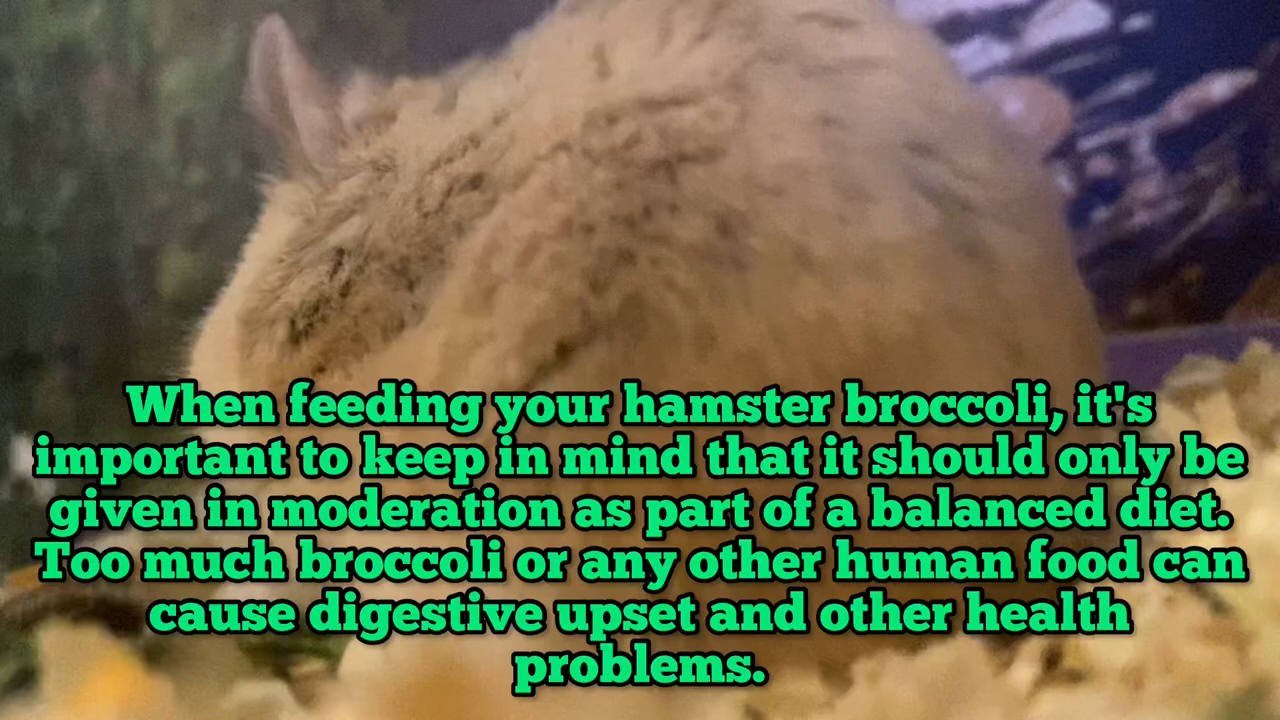 When feeding your hamster broccoli, it's
important to keep in mind that it should only be
given in moderation as part of a balanced diet.
Too much broccoli or any other human food can
cause digestive upset and other health
problems.